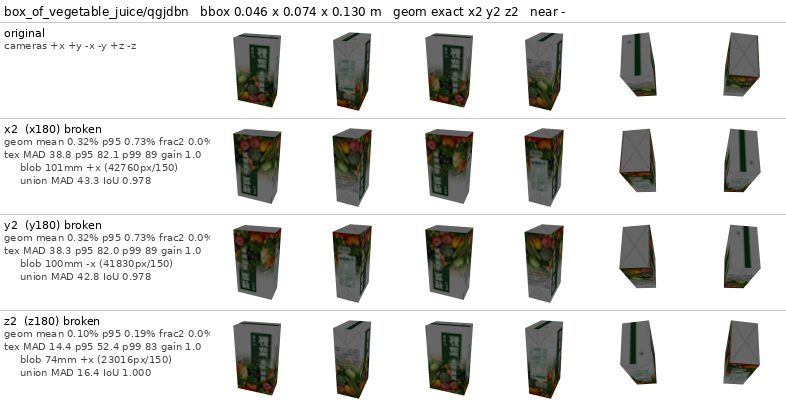 box_of_vegetable_juice/qgjdbn bbox 0.046 x 0.074 x 0.130 m geom exact x2 y2 z2 near -
original
cameras +x +y -x -y +z -z
x2 (x180) broken
geom mean 0.32% p95 0.73% frac2 0.0%
tex MAD 38.8 p95 82.1 p99 89 gain 1.0
blob 101mm +x (42760px/150)
union MAD 43.3 IoU 0.978
y2 (y180) broken
geom mean 0.32% p95 0.73% frac2 0.0%
tex MAD 38.3 p95 82.0 p99 83 gain 1.0
blob 100mm -x (41830px/150)
union MAD 42.8 IoU 0.978
z2 (z180) broken
geom mean 0.10% p95 0.19% frac2 0.0%
tex MAD 14.4 p95 52.4 p99 83 gain 1.0
blob 74mm +x (23016px/150)
union MAD 16.4 IoU 1.000